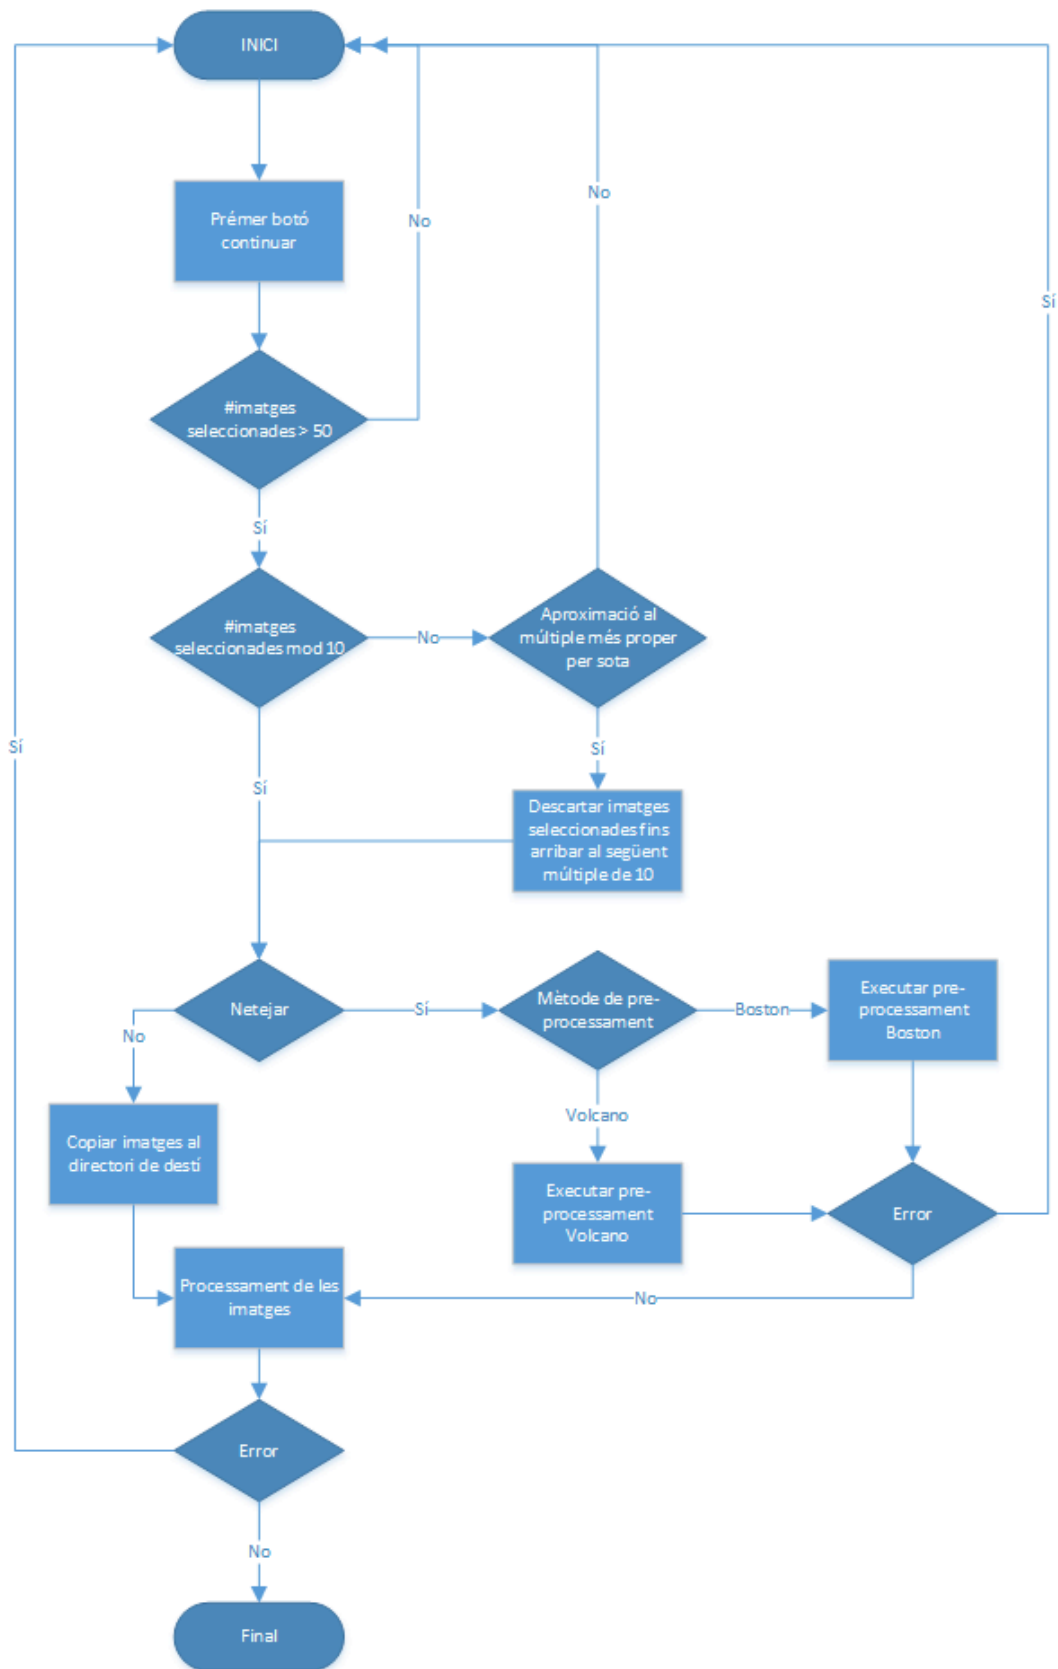 INICI
Prémer botó
continuar
No
No
Sí
#imatges
seleccionades > 50
Sí
#imatges
seleccionades mod 10
No
Aproximació al
múltiple més proper
per sota
Sí
Sí
Sí
Descartar imatges
seleccionades fins
arribar al següent
múltiple de 10
Netejar
Sí
Mètode de pre-
processament
Boston
Executar pre-
processament
Boston
No
Volcano
Copiar imatges al
directori de destí
Executar pre-
processament
Volcano
Error
Processament de les
imatges
No
Error
No
Final